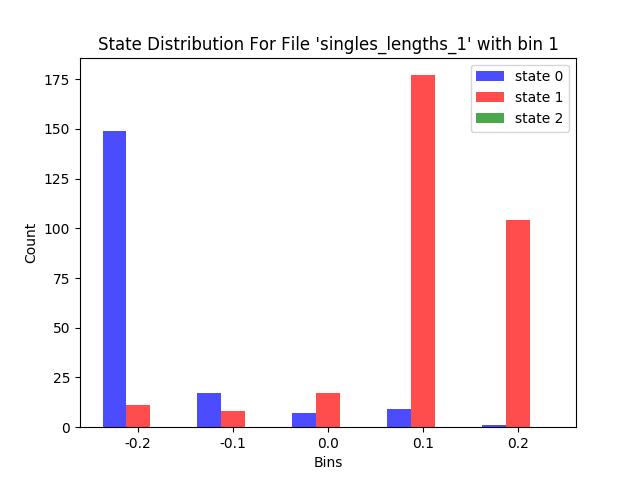 State Distribution For File 'singles_lengths_1' with bin 1
state 0
state 1
state 2
175
150
125
100
75
50
25
0
Count
-0.2
-0.1
0.0
0.1
0.2
Bins